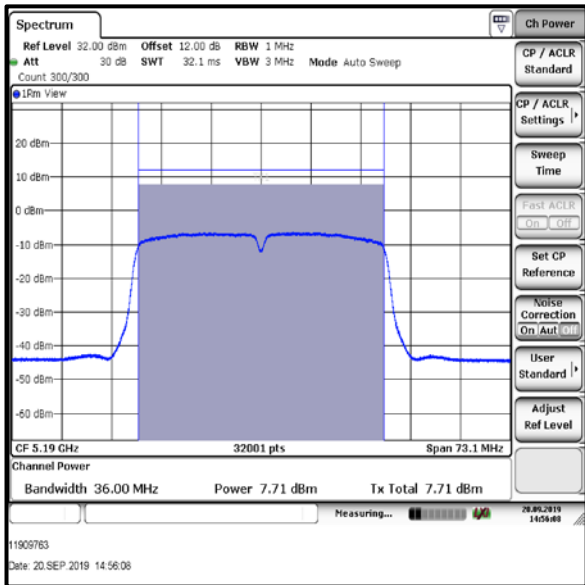 Spectrum
Ref Level 32.00 dBm Offset 12.00 dB RBW 1 MHz
Att 30 dB SWT 32.1 ms VBW 3 MHz Mode Auto Sweep
Count 300/300
1Rm View
20 dBm
10 dBm
0 dBm
-10 dBm
-20 dBm
-30 dBm
-40 dBm
-50 dBm
-60 dBm
CF 5.19 GHz 32001 pts Span 73.1 MHz
Channel Power
Bandwidth 36.00 MHz Power 7.71 dBm Tx Total 7.71 dBm
Measuring...
20.09.2019
14:56:08
Ch Power
CP / ACLR
Standard
CP / ACLR
Settings
Sweep
Time
Fast ACLR
On Off
Set CP
Reference
Noise
Correction
On Aut Off
User
Standard
Adjust
Ref Level
11909763
Date: 20.SEP.2019 14:56:08